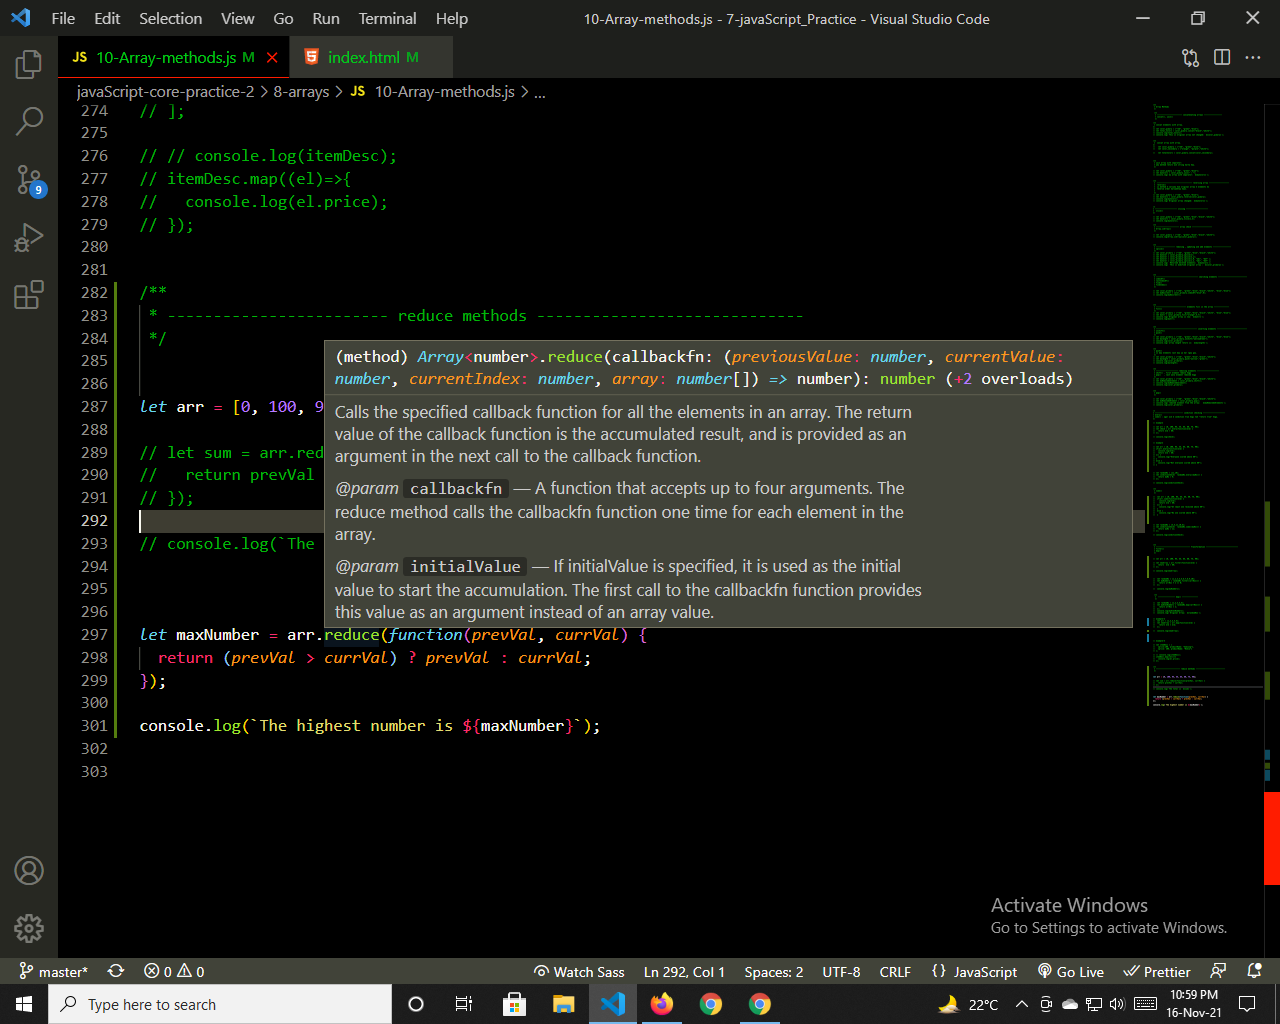 File Edit Selection View Go Run Terminal Help 10-Array-methods.js - 7-javaScript_Practice - Visual Studio Code
JS 10-Array-methods.js M index.html M
javaScript-core-practice-2 > 8-arrays > JS 10-Array-methods.js > ...
274 // ];
275
276 // // console.log(itemDesc);
277 // itemDesc.map((el)=>{
278 //   console.log(el.price);
279 // });
280
281
282 /**
283  * ------------------------ reduce methods -----------------------------
284  */
285
286
287 let arr = [0, 100, 9
288
289 // let sum = arr.red
290 //   return prevVal
291 // });
292
293 // console.log(`The
294
295
296
(method) Array<number>.reduce(callbackfn: (previousValue: number, currentValue:
number, currentIndex: number, array: number[]) => number): number (+2 overloads)
Calls the specified callback function for all the elements in an array. The return
value of the callback function is the accumulated result, and is provided as an
argument in the next call to the callback function.
@param callbackfn — A function that accepts up to four arguments. The
reduce method calls the callbackfn function one time for each element in the
array.
@param initialValue — If initialValue is specified, it is used as the initial
value to start the accumulation. The first call to the callbackfn function provides
this value as an argument instead of an array value.
297 let maxNumber = arr.reduce(function(prevVal, currVal) {
298   return (prevVal > currVal) ? prevVal : currVal;
299 });
300
301 console.log(`The highest number is ${maxNumber}`);
302
303
9
Activate Windows
Go to Settings to activate Windows.
master* 0 0 Watch Sass Ln 292, Col 1 Spaces: 2 UTF-8 CRLF {} JavaScript Go Live Prettier
Type here to search
22°C
10:59 PM
16-Nov-21